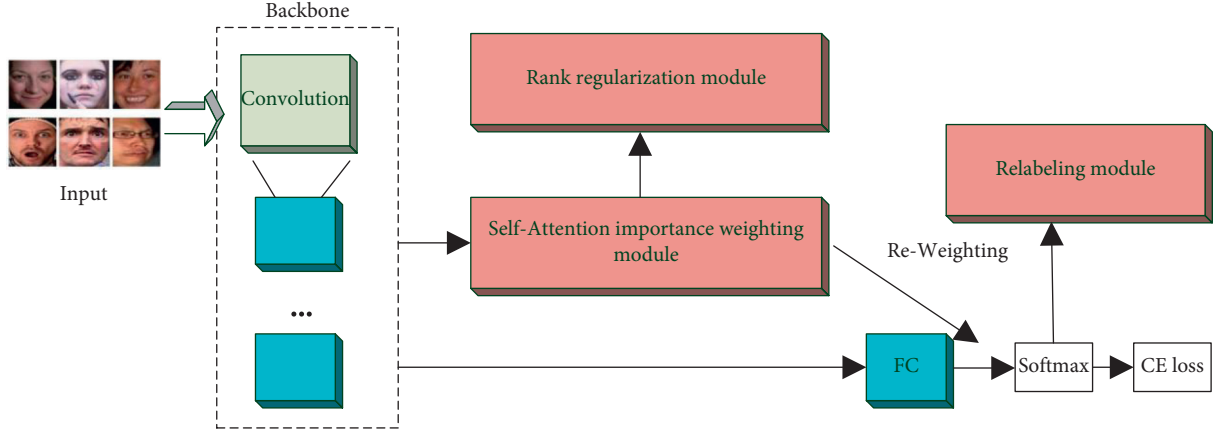 Backbone
Convolution
Input
...
Rank regularization module
Self-Attention importance weighting
module
Re-Weighting
Relabeling module
FC
Softmax
CE loss